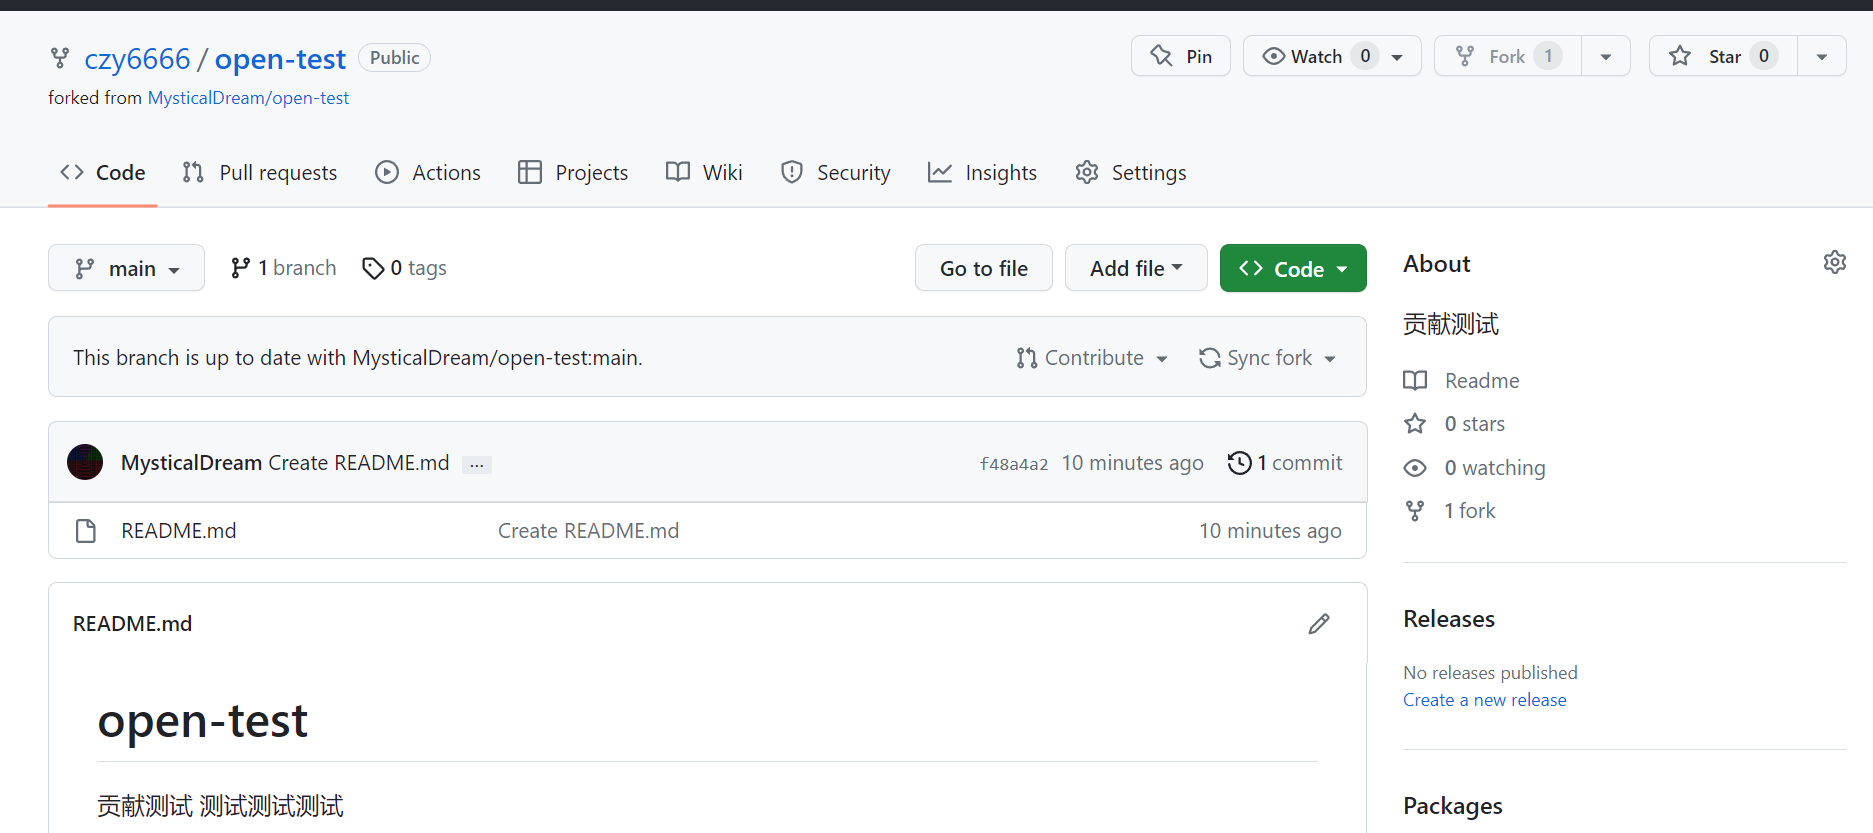 czy6666 / open-test Public
Pin
Watch 0
Fork 1
Star 0
forked from MysticalDream/open-test
Code
Pull requests
Actions
Projects
Wiki
Security
Insights
Settings
main
1 branch
0 tags
Go to file
Add file
Code
This branch is up to date with MysticalDream/open-test:main.
Contribute
Sync fork
MysticalDream Create README.md ...
f48a4a2 10 minutes ago
1 commit
README.md
Create README.md
10 minutes ago
README.md
open-test
贡献测试 测试测试测试
About
贡献测试
Readme
0 stars
0 watching
1 fork
Releases
No releases published
Create a new release
Packages